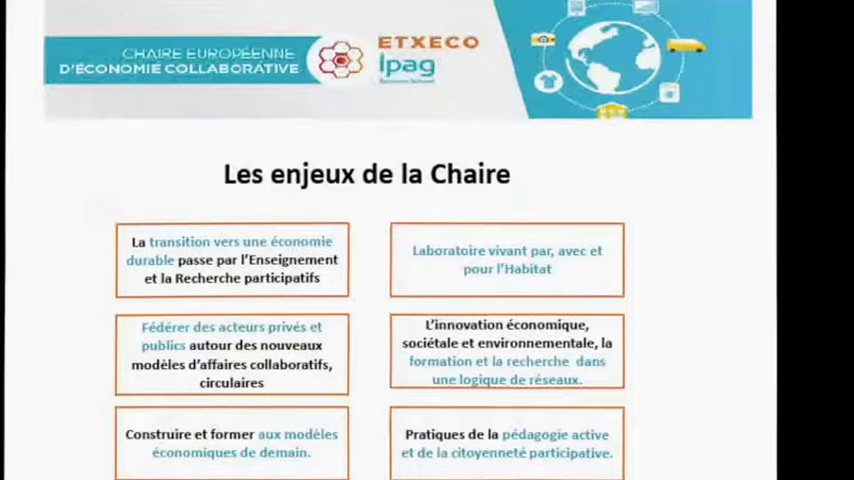 CHAIRE EUROPÉENNE
D'ÉCONOMIE COLLABORATIVE
ETXECO
Ipag
Les enjeux de la Chaire
La transition vers une économie
durable passe par l'Enseignement
et la Recherche participatifs
Laboratoire vivant par, avec et
pour l'Habitat
Fédérer des acteurs privés et
publics autour des nouveaux
modèles d'affaires collaboratifs,
circulaires
L'innovation économique,
sociétale et environnementale, la
formation et la recherche dans
une logique de réseaux.
Construire et former aux modèles
économiques de demain.
Pratiques de la pédagogie active
et de la citoyenneté participative.